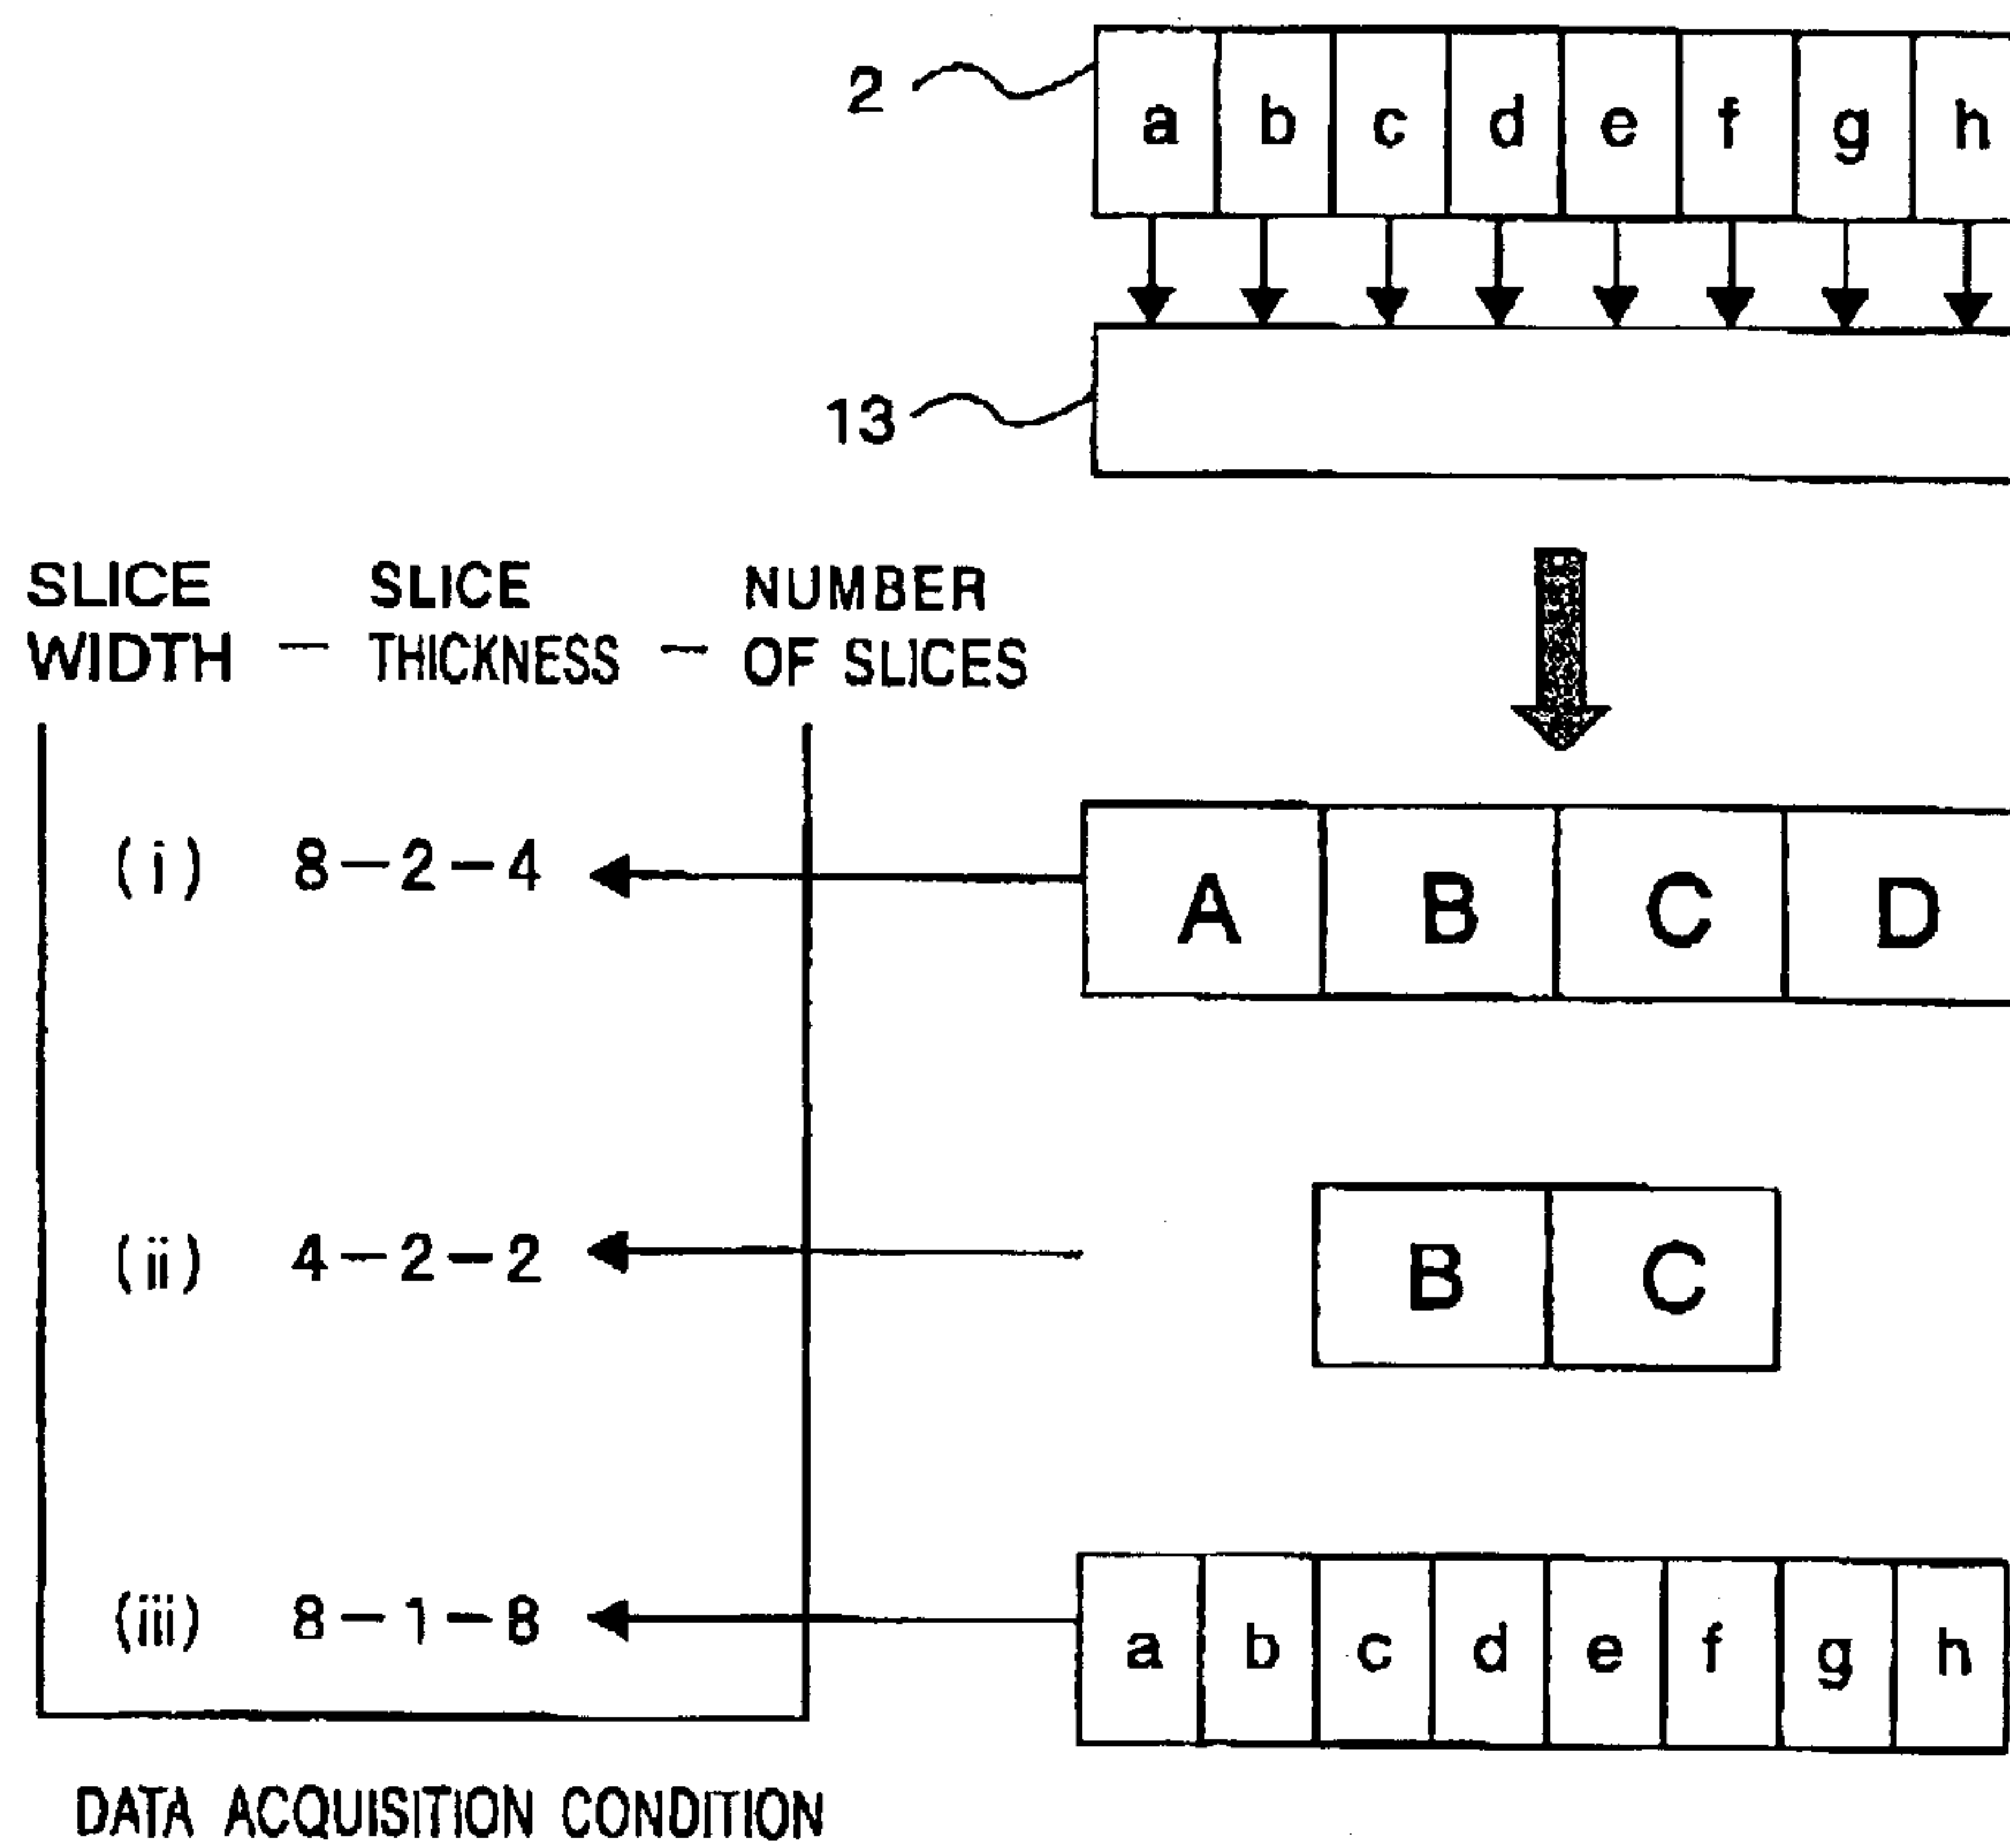 2
a b c d e f g h
13
SLICE WIDTH — SLICE THICKNESS — NUMBER OF SLICES
(i) 8—2—4
A B C D
(ii) 4—2—2
B C
(iii) 8—1—8
a b c d e f g h
DATA ACQUISITION CONDITION